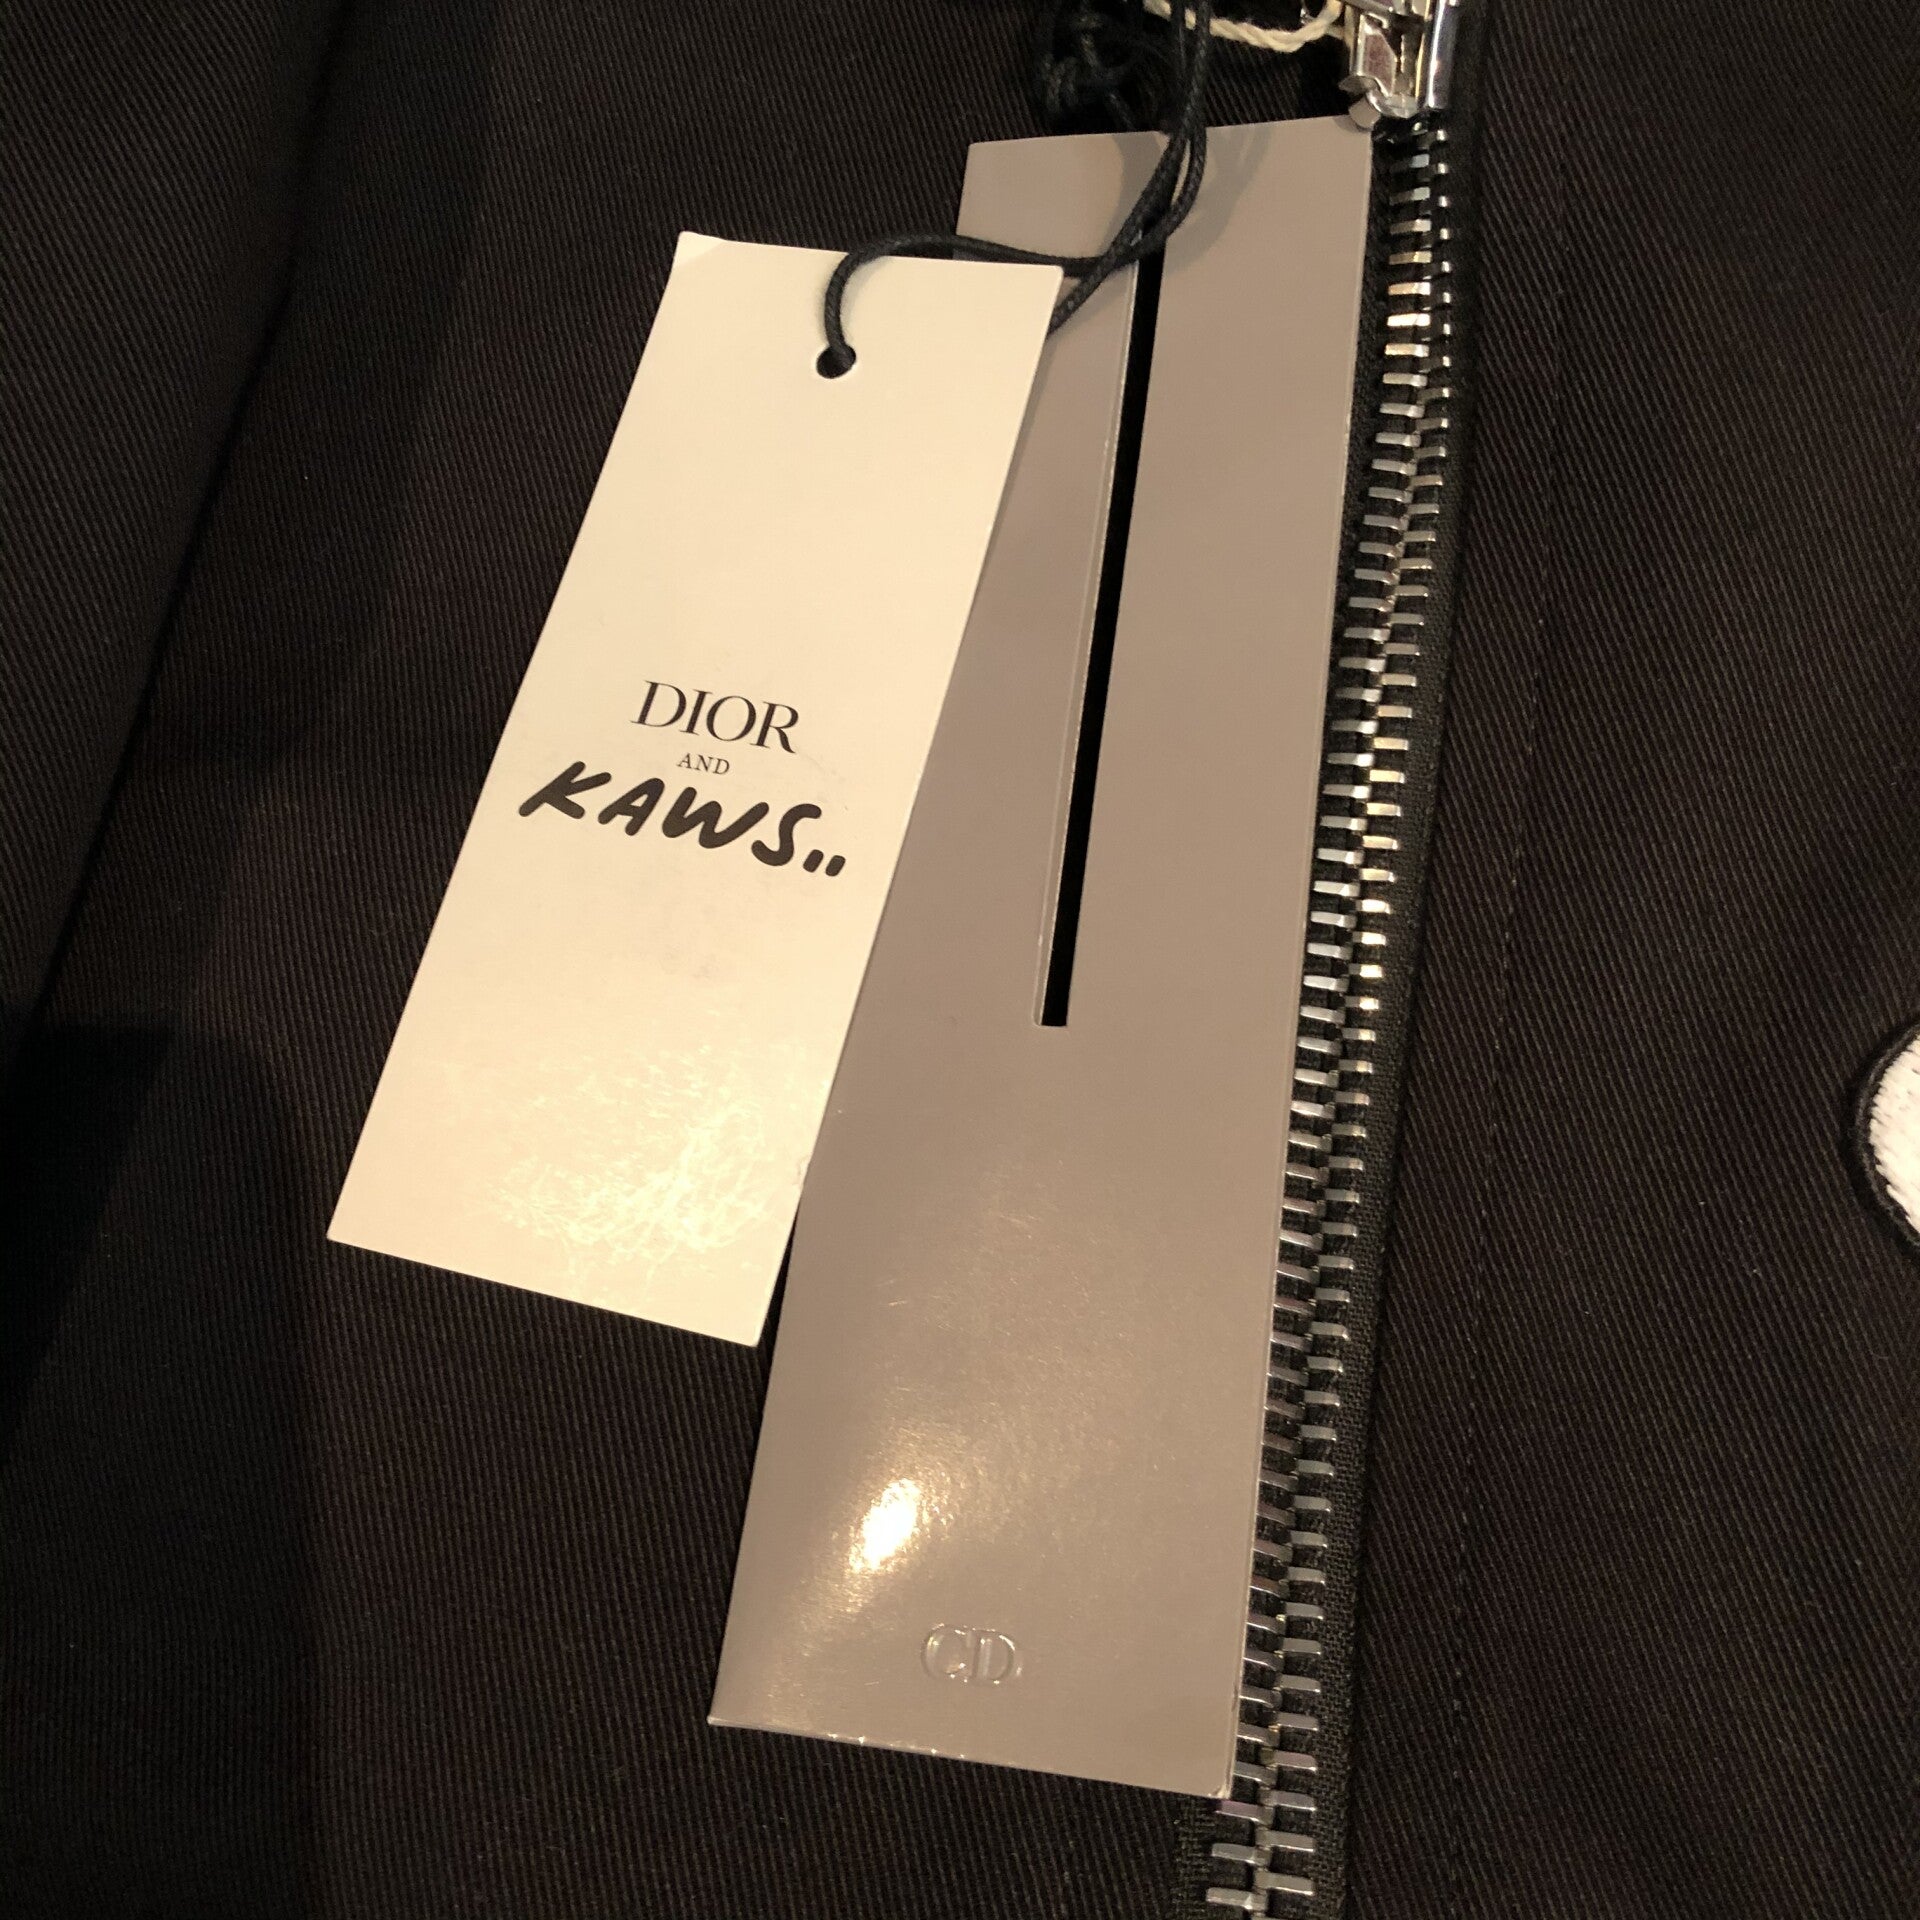 DIOR
AND
KAWS..
CD